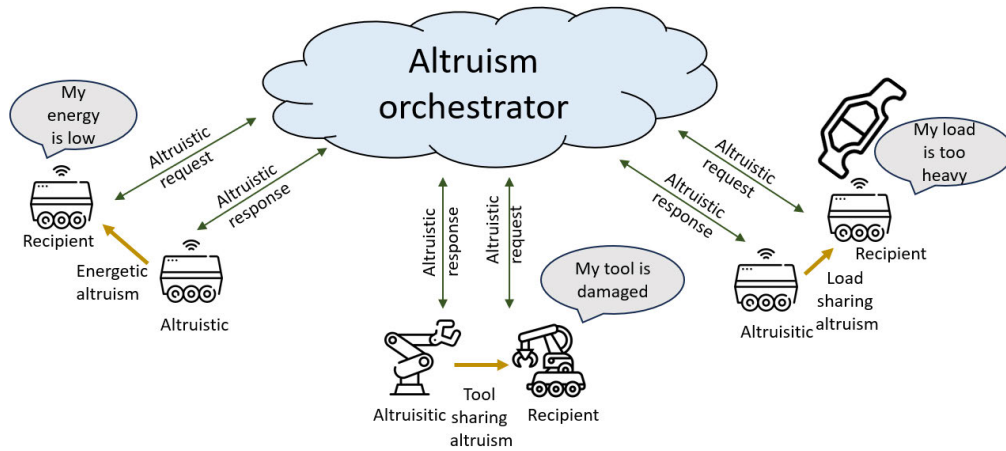 Altruism
orchestrator
My
energy
is low
Altruistic
request
Altruistic
response
Recipient
Energetic
altruism
Altruistic
Altruistic
response
Altruistic
request
My tool is
damaged
Altruisitic
Tool
sharing
altruism
Recipient
Altruistic
request
Altruistic
response
My load
is too
heavy
Recipient
Altruisitic
Load
sharing
altruism